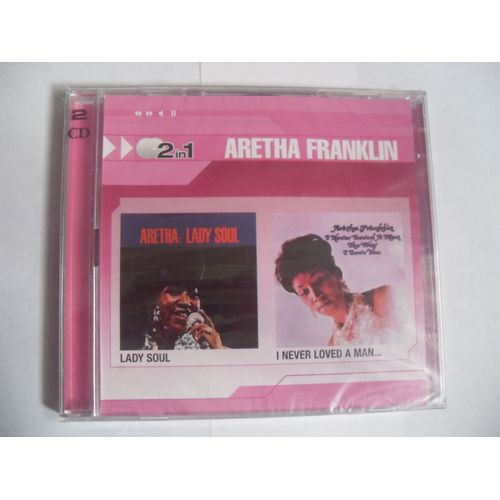 2
CD
2in1
ARETHA FRANKLIN
ARETHA: LADY SOUL
Aretha Franklin
I Never Loved A Man
The Way
I Love You
LADY SOUL
I NEVER LOVED A MAN...